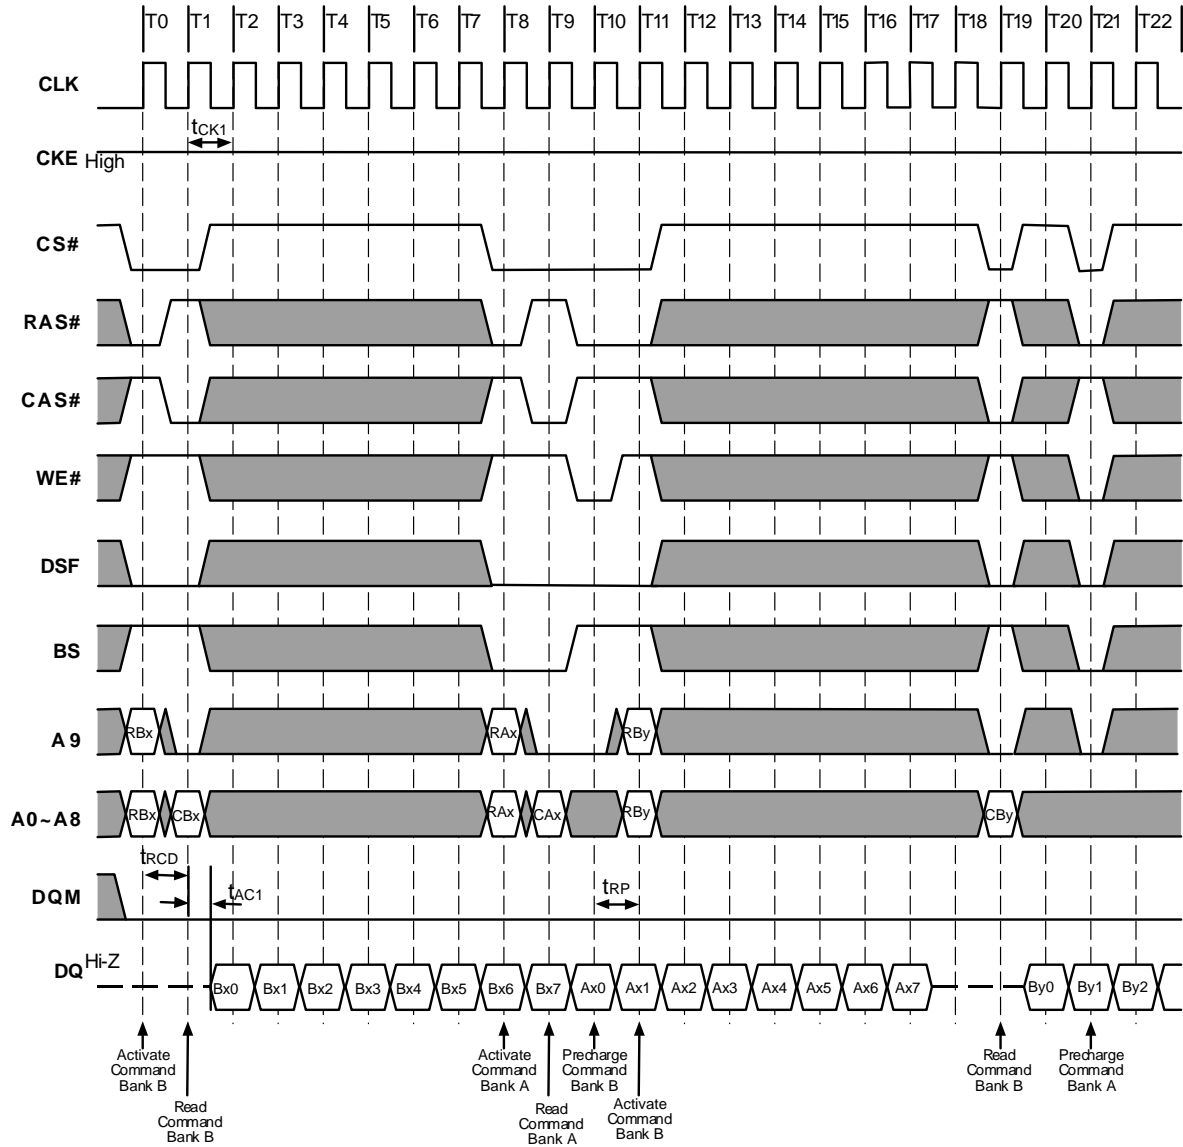 T0 T1 T2 T3 T4 T5 T6 T7 T8 T9 T10 T11 T12 T13 T14 T15 T16 T17 T18 T19 T20 T21 T22
CLK
tCK1
CKE High
CS#
RAS#
CAS#
WE#
DSF
BS
A9 RBx RAx RBy
A0~A8 RBx CBx RAx CAx RBy CBy
tRCD
DQM tAC1 tRP
DQ Hi-Z
Bx0 Bx1 Bx2 Bx3 Bx4 Bx5 Bx6 Bx7 Ax0 Ax1 Ax2 Ax3 Ax4 Ax5 Ax6 Ax7 By0 By1 By2
Activate
Command
Bank B
Read
Command
Bank B
Activate
Command
Bank A
Read
Command
Bank A
Precharge
Command
Bank B
Activate
Command
Bank B
Read
Command
Bank B
Precharge
Command
Bank A